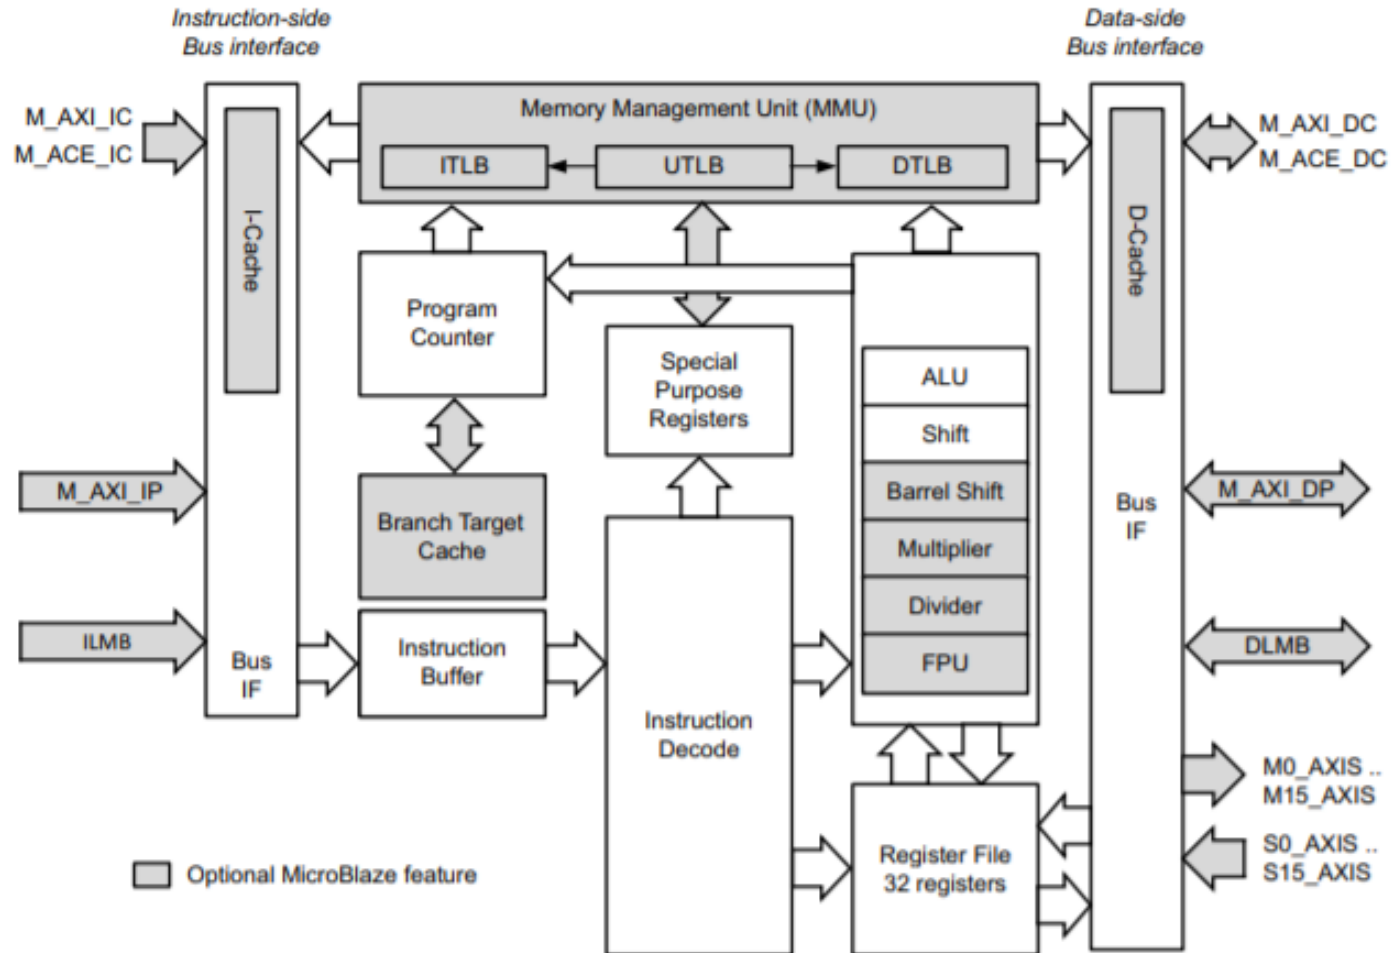 Instruction-side
Bus interface
Data-side
Bus interface
M_AXI_IC
M_ACE_IC
I-Cache
Memory Management Unit (MMU)
ITLB
UTLB
DTLB
D-Cache
M_AXI_DC
M_ACE_DC
Program
Counter
Special
Purpose
Registers
ALU
Shift
Barrel Shift
Multiplier
Divider
FPU
M_AXI_IP
Branch Target
Cache
Bus
IF
M_AXI_DP
ILMB
Bus
IF
Instruction
Buffer
Instruction
Decode
DLMB
M0_AXIS ..
M15_AXIS
Register File
32 registers
S0_AXIS ..
S15_AXIS
Optional MicroBlaze feature